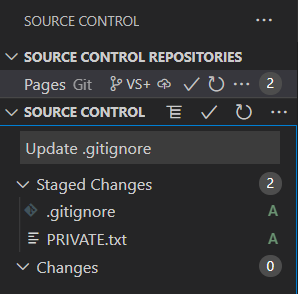 SOURCE CONTROL
SOURCE CONTROL REPOSITORIES
Pages Git VS+ 2
SOURCE CONTROL
Update .gitignore
Staged Changes 2
.gitignore A
PRIVATE.txt A
Changes 0